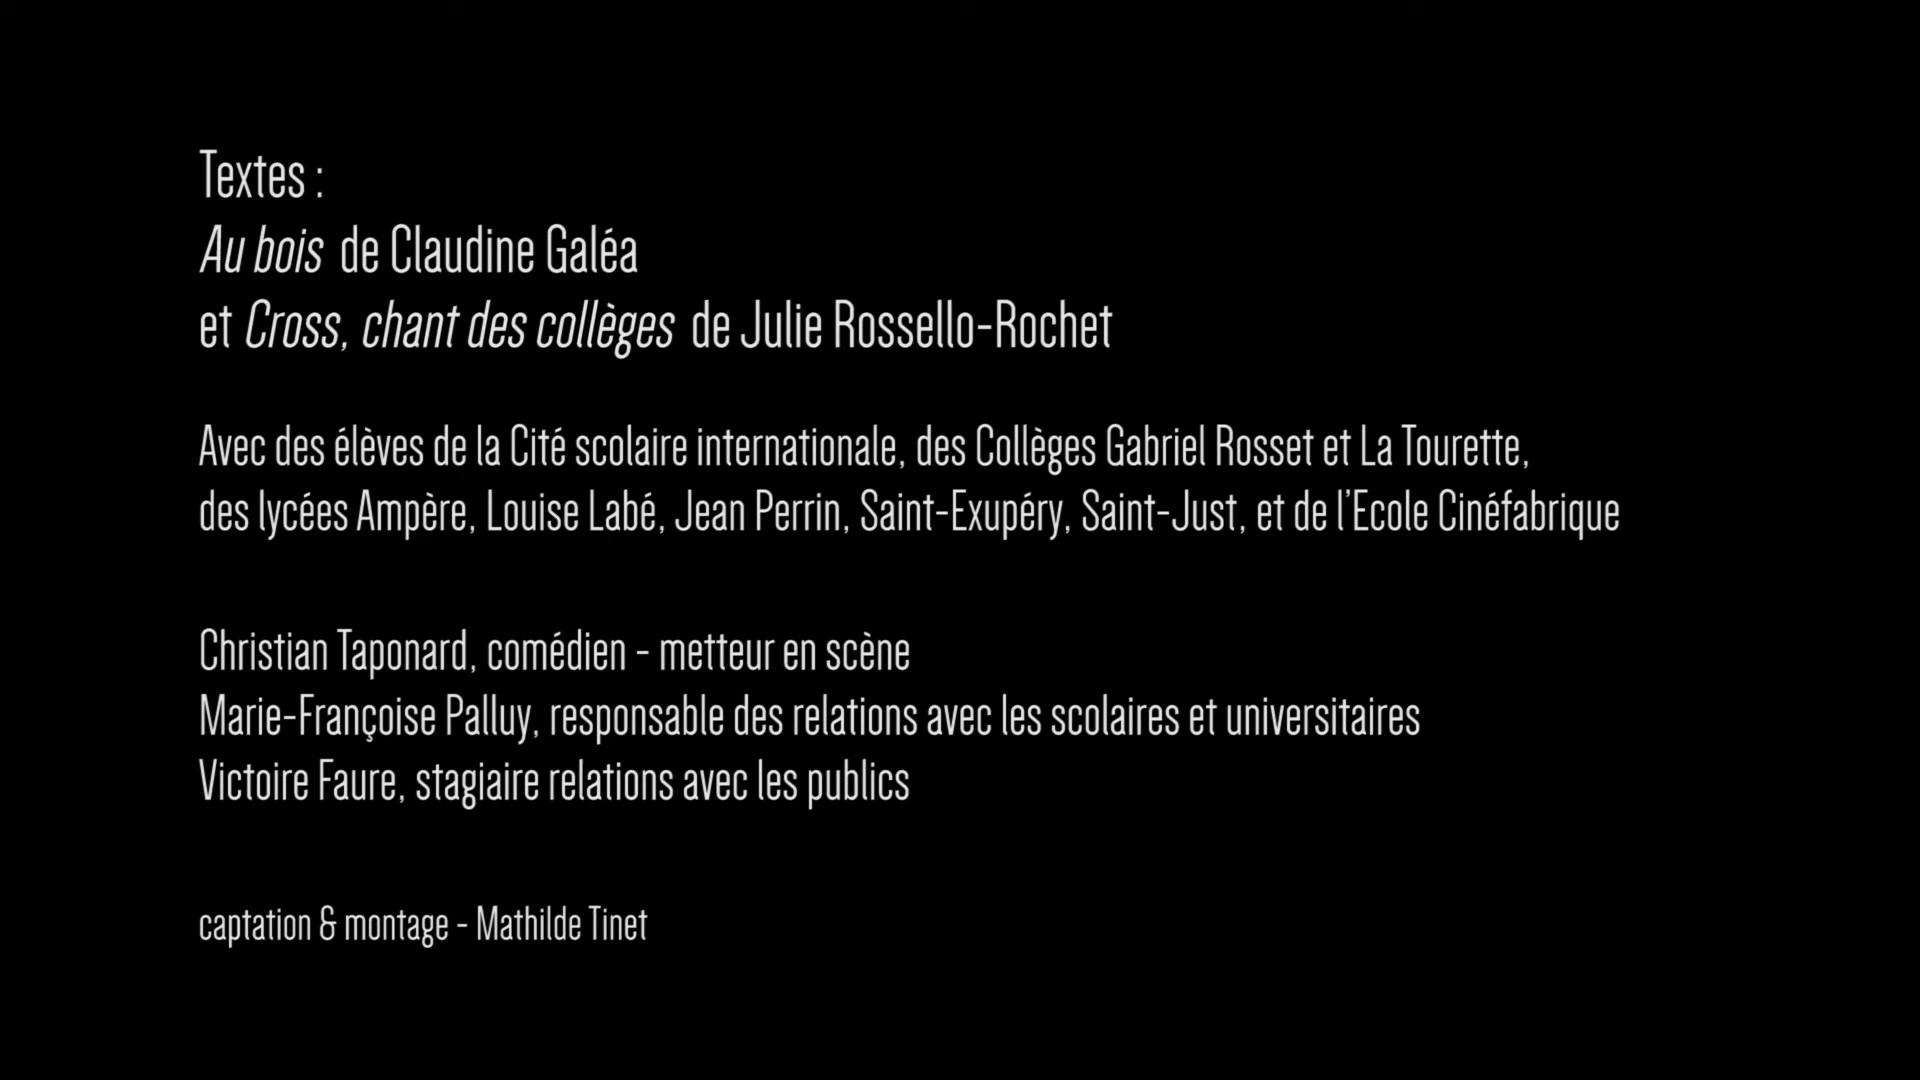 Textes :
Au bois de Claudine Galéa
et Cross, chant des collèges de Julie Rossello-Rochet
Avec des élèves de la Cité scolaire internationale, des Collèges Gabriel Rosset et La Tourette,
des lycées Ampère, Louise Labé, Jean Perrin, Saint-Exupéry, Saint-Just, et de l’Ecole Cinéfabrique
Christian Taponard, comédien - metteur en scène
Marie-Françoise Palluy, responsable des relations avec les scolaires et universitaires
Victoire Faure, stagiaire relations avec les publics
captation & montage - Mathilde Tinet